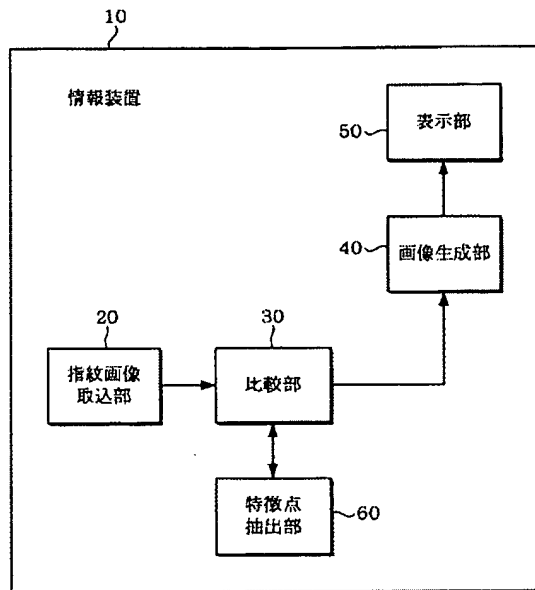 10
情報装置
表示部
50
画像生成部
40
20
30
指紋画像
取込部
比較部
特徴点
抽出部
60